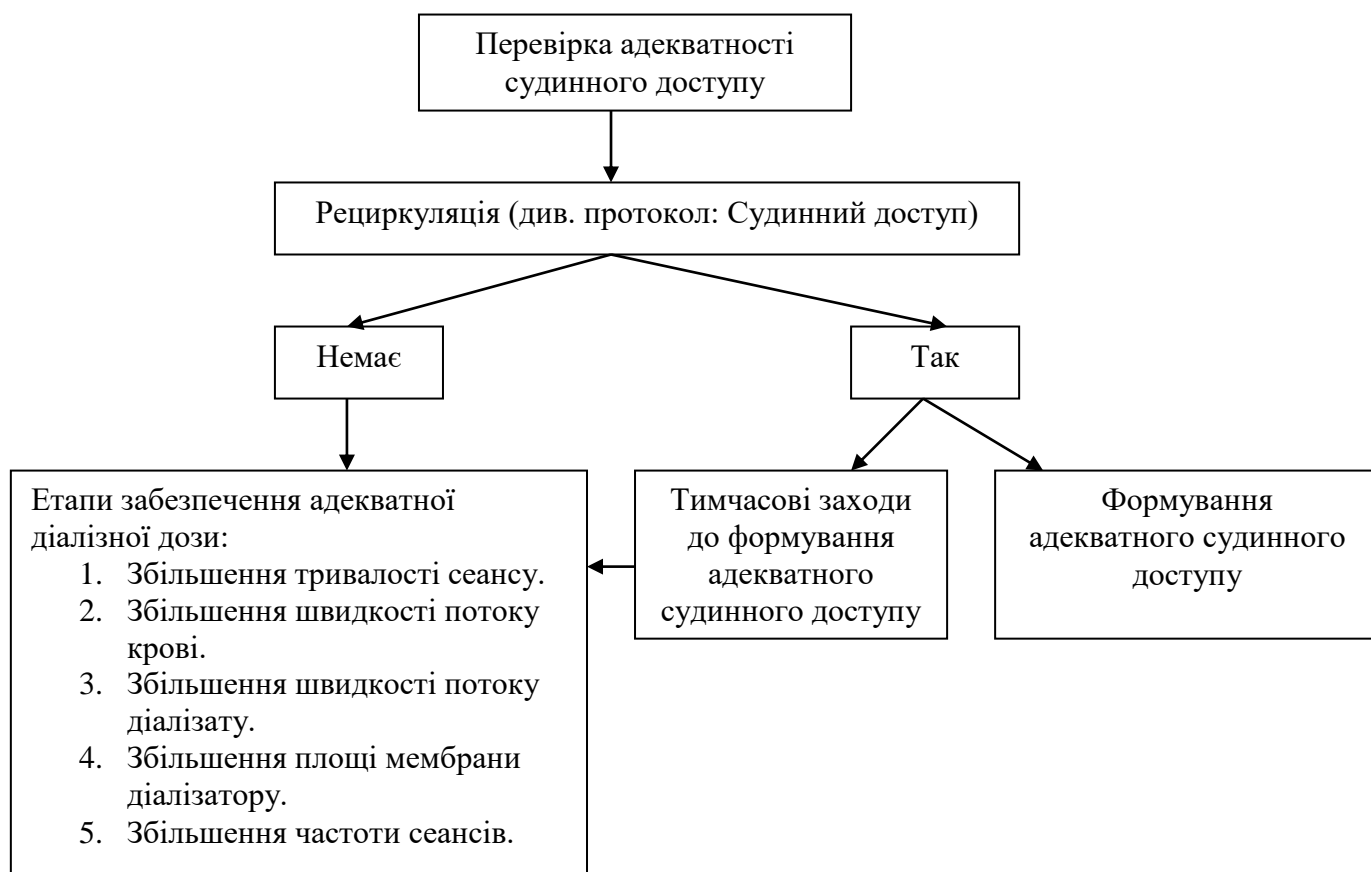 Перевірка адекватності
судинного доступу
Рециркуляція (див. протокол: Судинний доступ)
Немає
Так
Етапи забезпечення адекватної
діалізної дози:
1. Збільшення тривалості сеансу.
2. Збільшення швидкості потоку
крові.
3. Збільшення швидкості потоку
діалізату.
4. Збільшення площі мембрани
діалізатору.
5. Збільшення частоти сеансів.
Тимчасові заходи
до формування
адекватного
судинного доступу
Формування
адекватного судинного
доступу